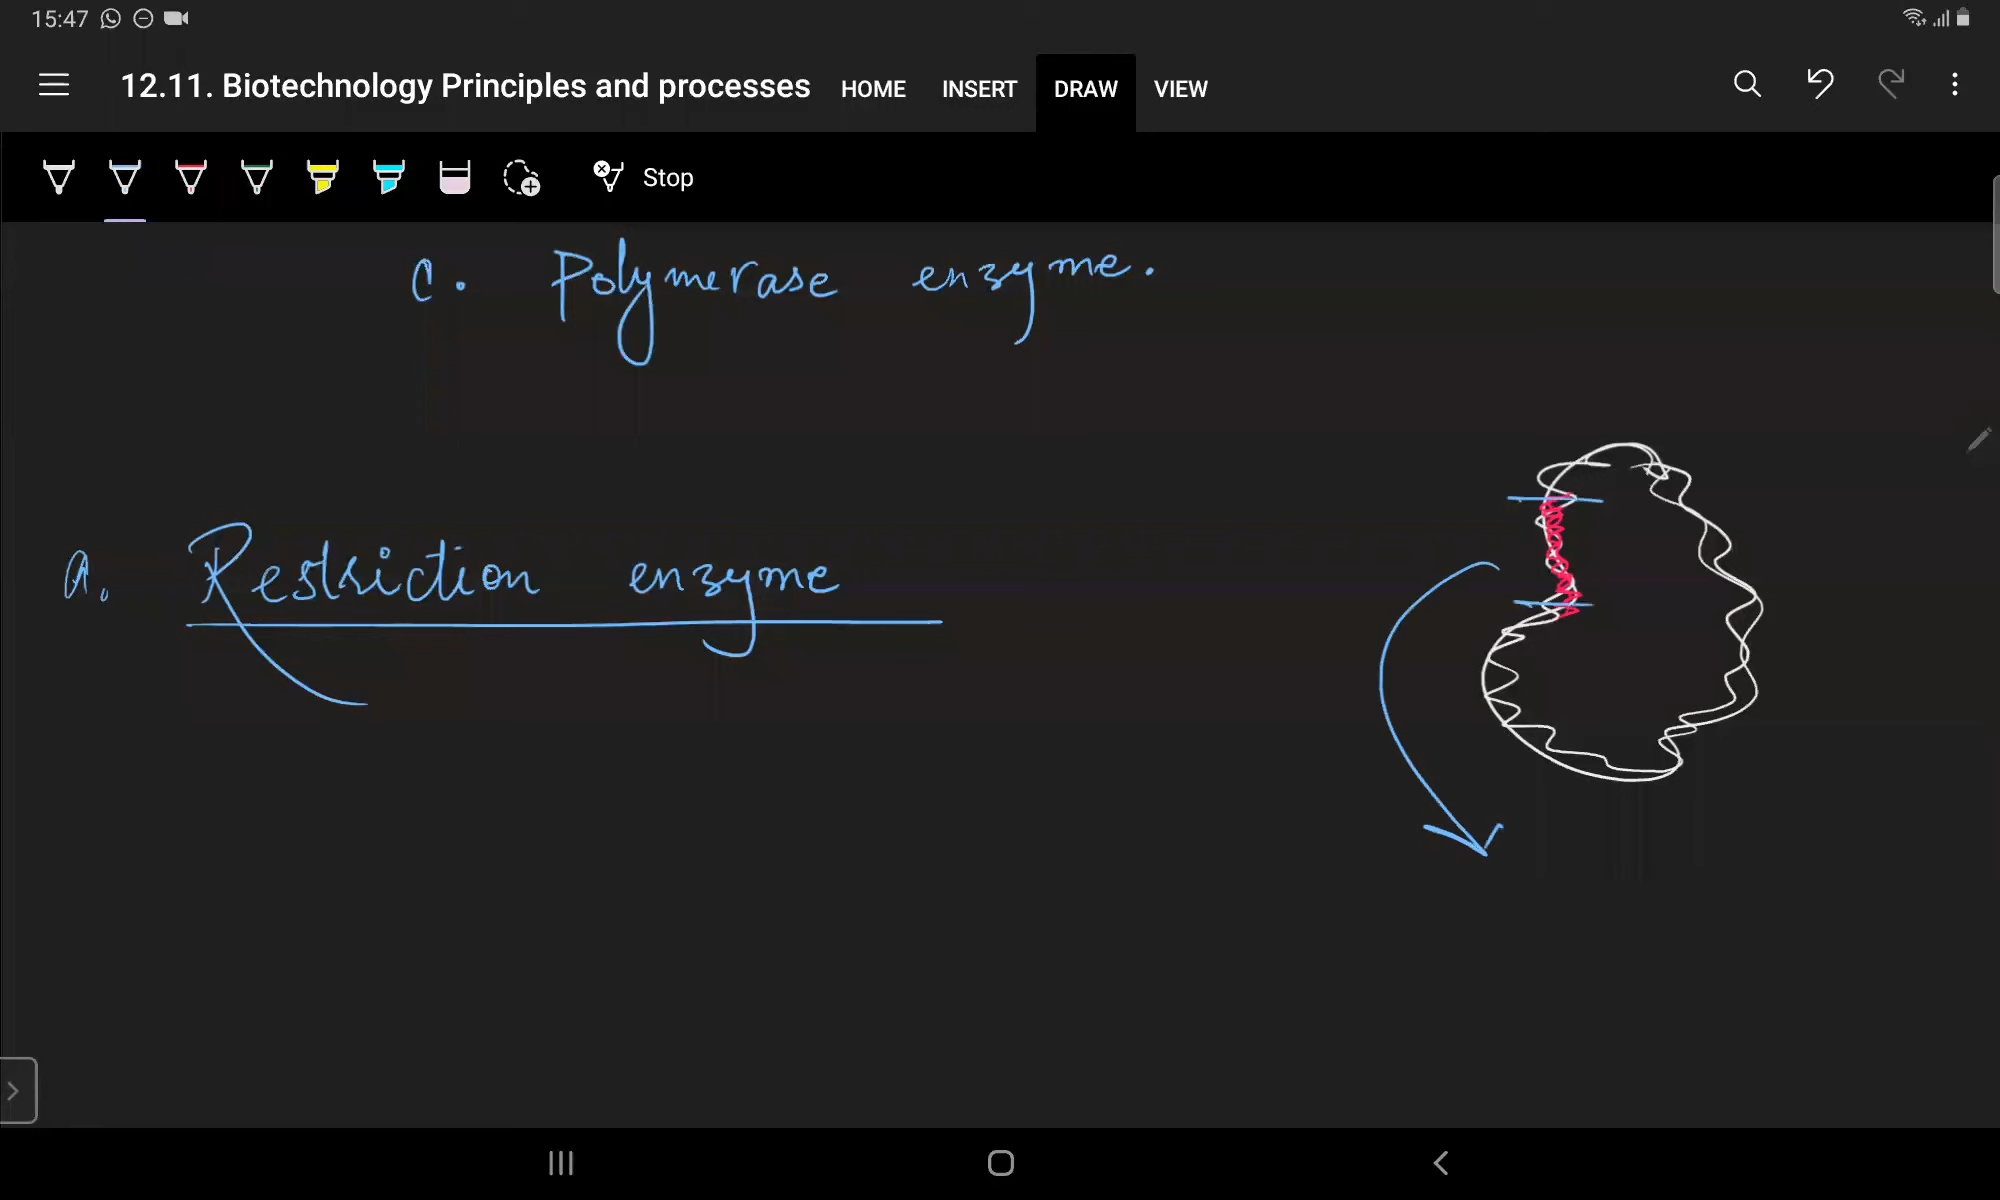 15:47
12.11. Biotechnology Principles and processes HOME INSERT DRAW VIEW
Stop
C. Polymerase enzyme.
a. Restriction enzyme